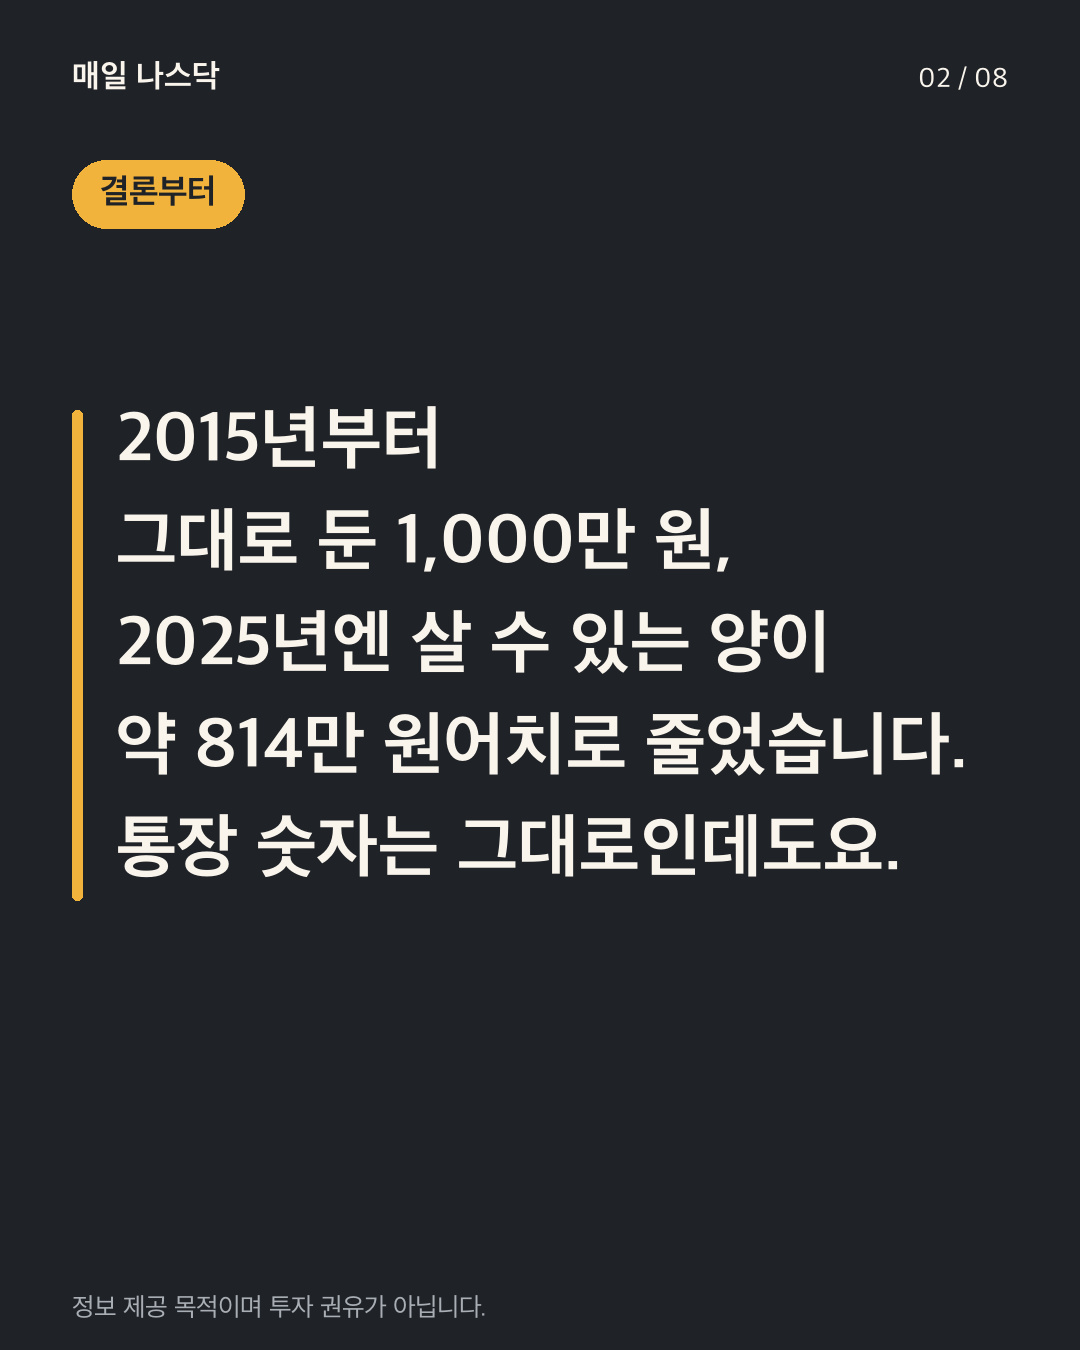 매일 나스닥
02 / 08
결론부터
2015년부터
그대로 둔 1,000만 원,
2025년엔 살 수 있는 양이
약 814만 원어치로 줄었습니다.
통장 숫자는 그대로인데도요.
정보 제공 목적이며 투자 권유가 아닙니다.